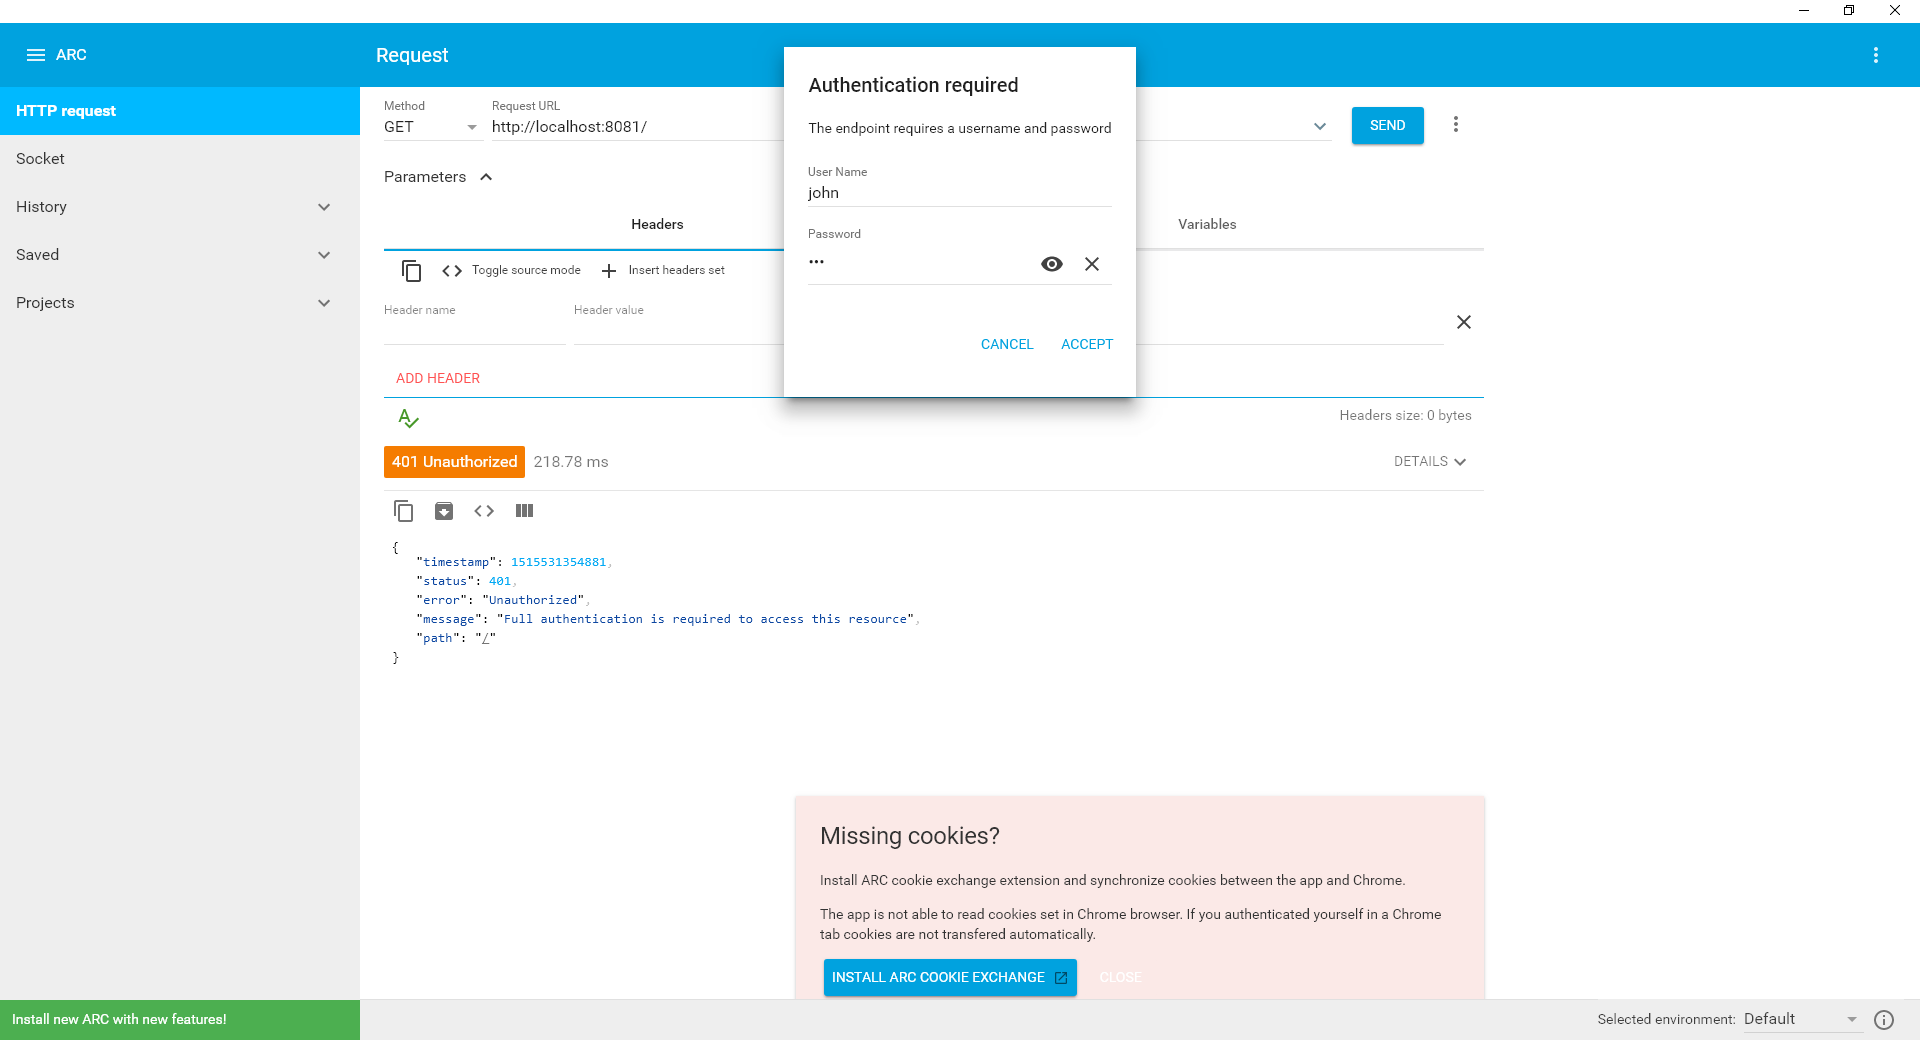 ARC
Request
HTTP request
Socket
History
Saved
Projects
Install new ARC with new features!
Method
GET
Request URL
http://localhost:8081/
SEND
Parameters
Headers
Variables
Toggle source mode
Insert headers set
Header name
Header value
ADD HEADER
Headers size: 0 bytes
Authentication required
The endpoint requires a username and password
User Name
john
Password
•••
CANCEL
ACCEPT
401 Unauthorized
218.78 ms
DETAILS
{
"timestamp": 1515531354881,
"status": 401,
"error": "Unauthorized",
"message": "Full authentication is required to access this resource",
"path": "/"
}
Missing cookies?
Install ARC cookie exchange extension and synchronize cookies between the app and Chrome.
The app is not able to read cookies set in Chrome browser. If you authenticated yourself in a Chrome
tab cookies are not transfered automatically.
INSTALL ARC COOKIE EXCHANGE
CLOSE
Selected environment: Default